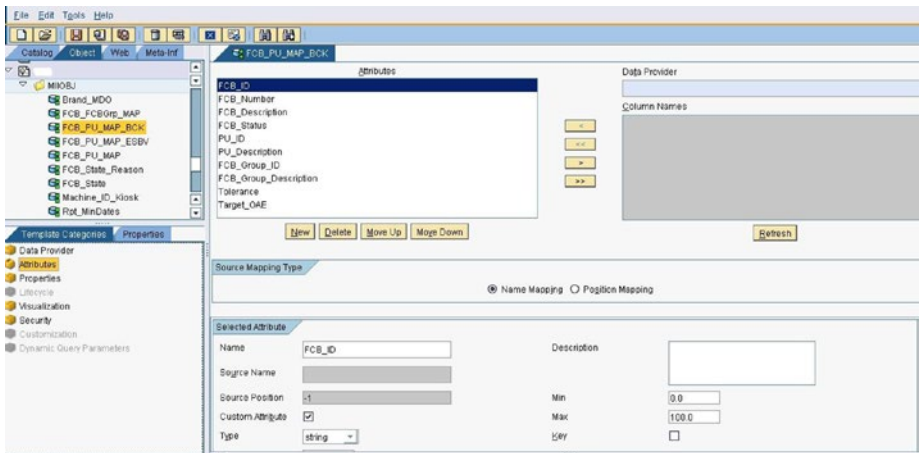 File Edit Tools Help
Catalog Object Web Meta-Inf
MIIOBJ
Brand_MDO
FCB_FCBGrp_MAP
FCB_PU_MAP_BCK
FCB_PU_MAP_ESBV
FCB_PU_MAP
FCB_State_Reason
FCB_State
Machine_ID_Kiosk
Rpt_MinDates
Template Categories Properties
Data Provider
Attributes
Properties
Lifecycle
Visualization
Security
Customization
Dynamic Query Parameters
FCB_PU_MAP_BCK
Attributes
FCB_ID
FCB_Number
FCB_Description
FCB_Status
PU_ID
PU_Description
FCB_Group_ID
FCB_Group_Description
Tolerance
Target_OAE
New Delete Move Up Move Down
<
<<
>
>>
Data Provider
Column Names
Refresh
Source Mapping Type
Name Mapping Position Mapping
Selected Attribute
Name FCB_ID Description
Source Name
Source Position -1 Min 0.0
Custom Attribute Max 100.0
Type string Key